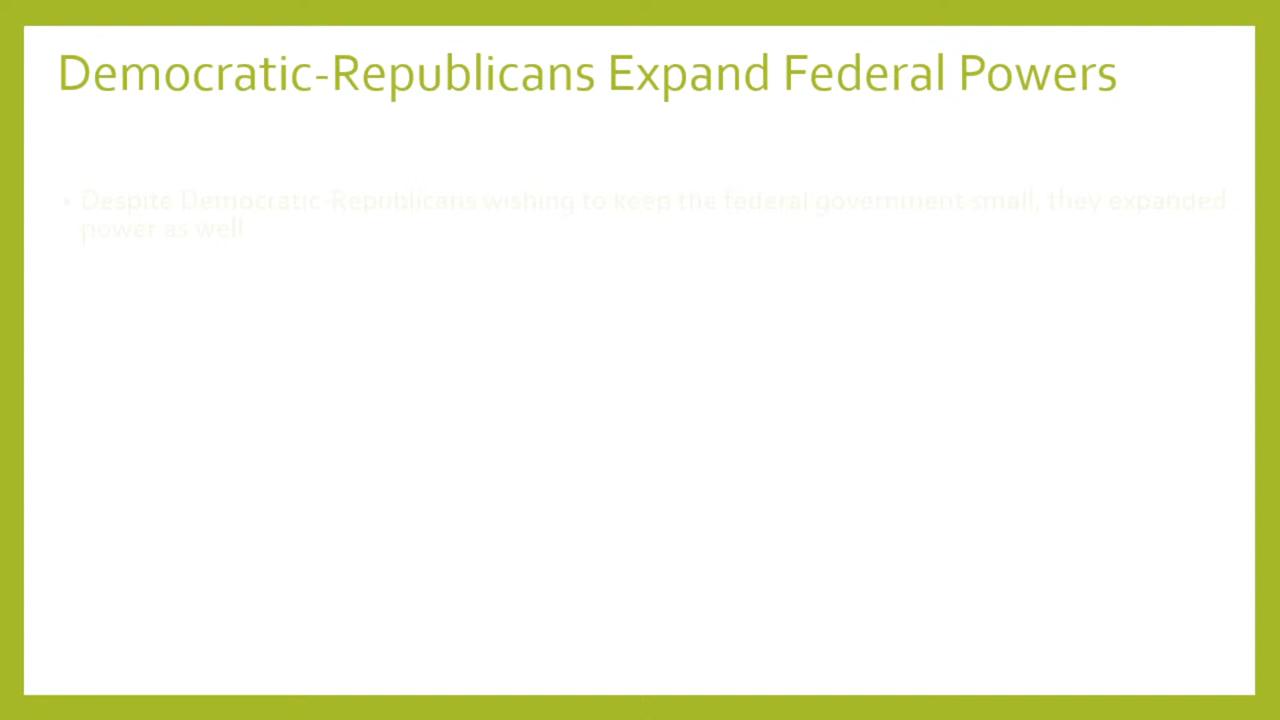 Democratic-Republicans Expand Federal Powers
• Despite Democratic-Republicans wishing to keep the federal government small, they expanded
power as well